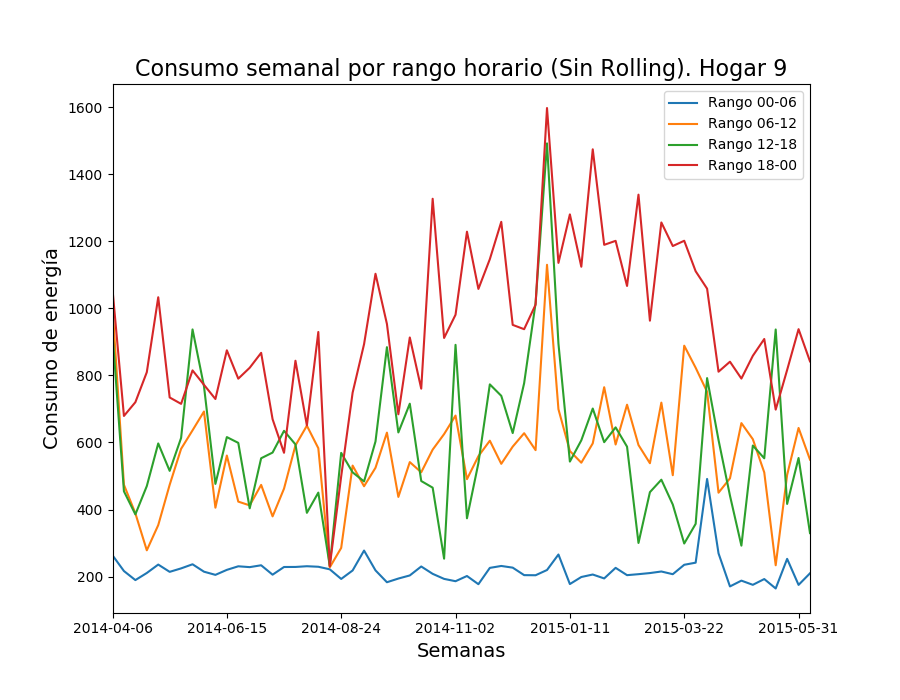 Consumo semanal por rango horario (Sin Rolling). Hogar 9
Rango 00-06
Rango 06-12
Rango 12-18
Rango 18-00
1600
1400
1200
1000
800
600
400
200
Consumo de energía
2014-04-06 2014-06-15 2014-08-24 2014-11-02 2015-01-11 2015-03-22 2015-05-31
Semanas